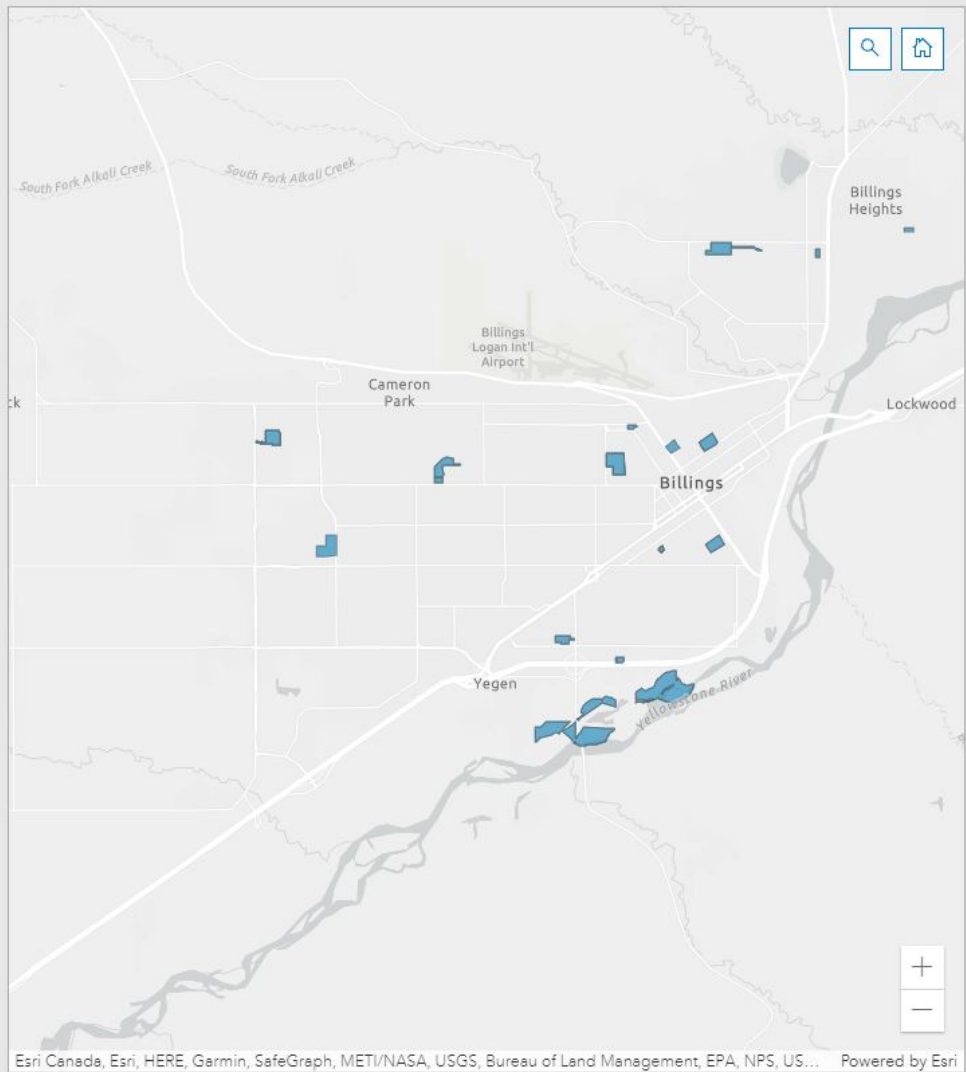 South Fork Alkali Creek
South Fork Alkali Creek
Billings
Heights
Billings
Logan Int'l
Airport
Cameron
Park
ck
Lockwood
Billings
Yegen
Yellowstone River
Esri Canada, Esri, HERE, Garmin, SafeGraph, METI/NASA, USGS, Bureau of Land Management, EPA, NPS, US... Powered by Esri